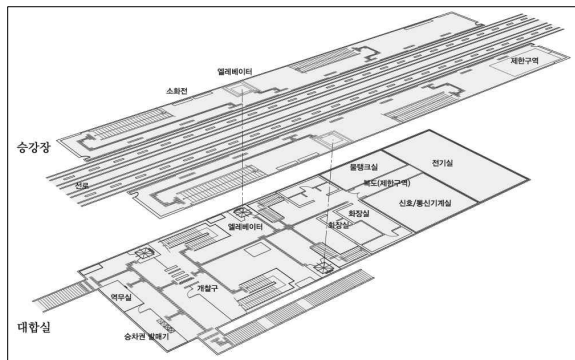 엘레베이터
제한구역
소화전
승강장
선로
물탱크실
전기실
복도(제한구역)
신호/통신기계실
화장실
화장실
엘레베이터
개찰구
역무실
대합실
승차권 발매기